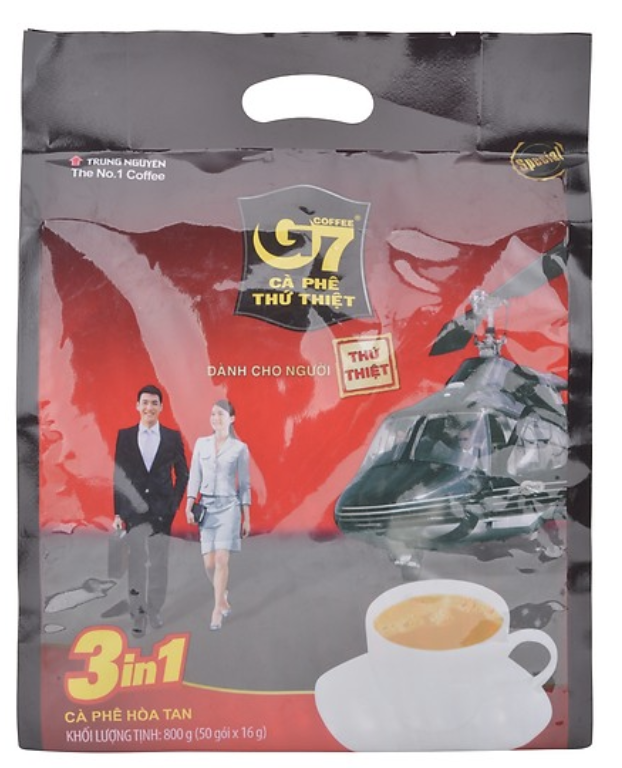 TRUNG NGUYEN
The No.1 Coffee
Special
COFFEE
G7
CÀ PHÊ
THỨ THIỆT
DÀNH CHO NGƯỜI
THỨ
THIỆT
3in1
CÀ PHÊ HÒA TAN
KHỐI LƯỢNG TỊNH: 800 g (50 gói x 16 g)